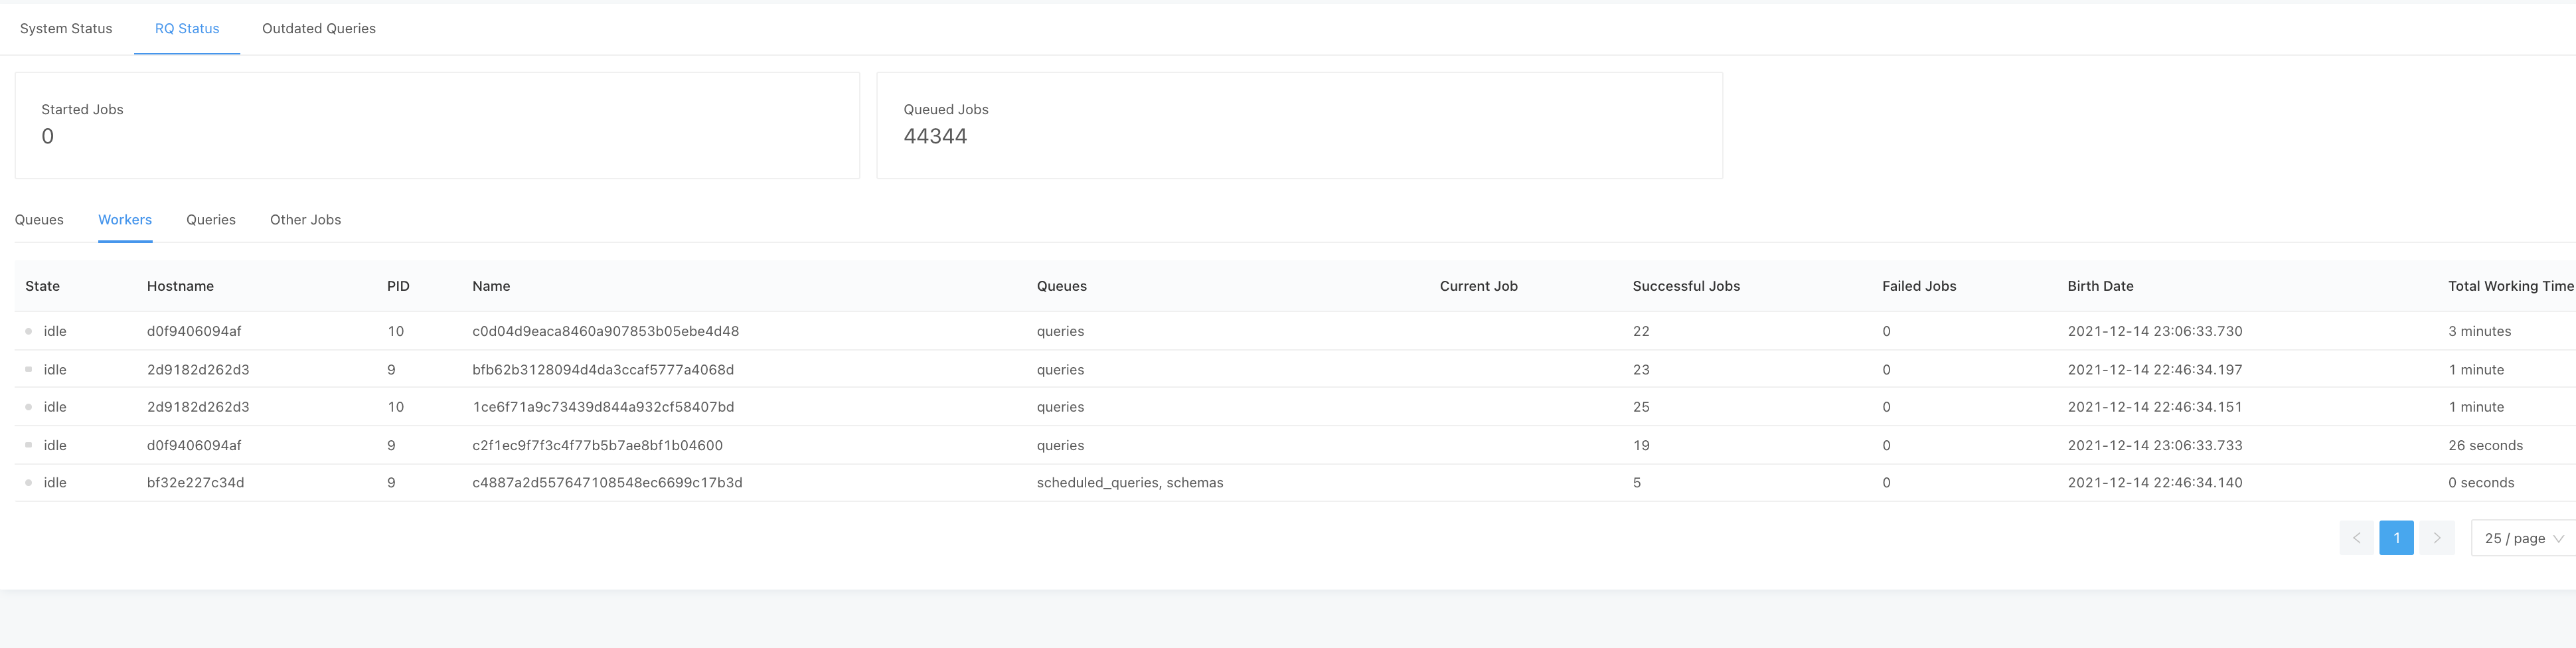 System Status RQ Status Outdated Queries
Started Jobs Queued Jobs
0 44344
Queues Workers Queries Other Jobs
State Hostname PID Name Queues Current Job Successful Jobs Failed Jobs Birth Date Total Working Time
idle d0f9406094af 10 c0d04d9eaca8460a907853b05ebe4d48 queries 22 0 2021-12-14 23:06:33.730 3 minutes
idle 2d9182d262d3 9 bfb62b3128094d4da3ccaf5777a4068d queries 23 0 2021-12-14 22:46:34.197 1 minute
idle 2d9182d262d3 10 1ce6f71a9c73439d844a932cf58407bd queries 25 0 2021-12-14 22:46:34.151 1 minute
idle d0f9406094af 9 c2f1ec9f7f3c4f77b5b7ae8bf1b04600 queries 19 0 2021-12-14 23:06:33.733 26 seconds
idle bf32e227c34d 9 c4887a2d557647108548ec6699c17b3d scheduled_queries, schemas 5 0 2021-12-14 22:46:34.140 0 seconds
1 25 / page